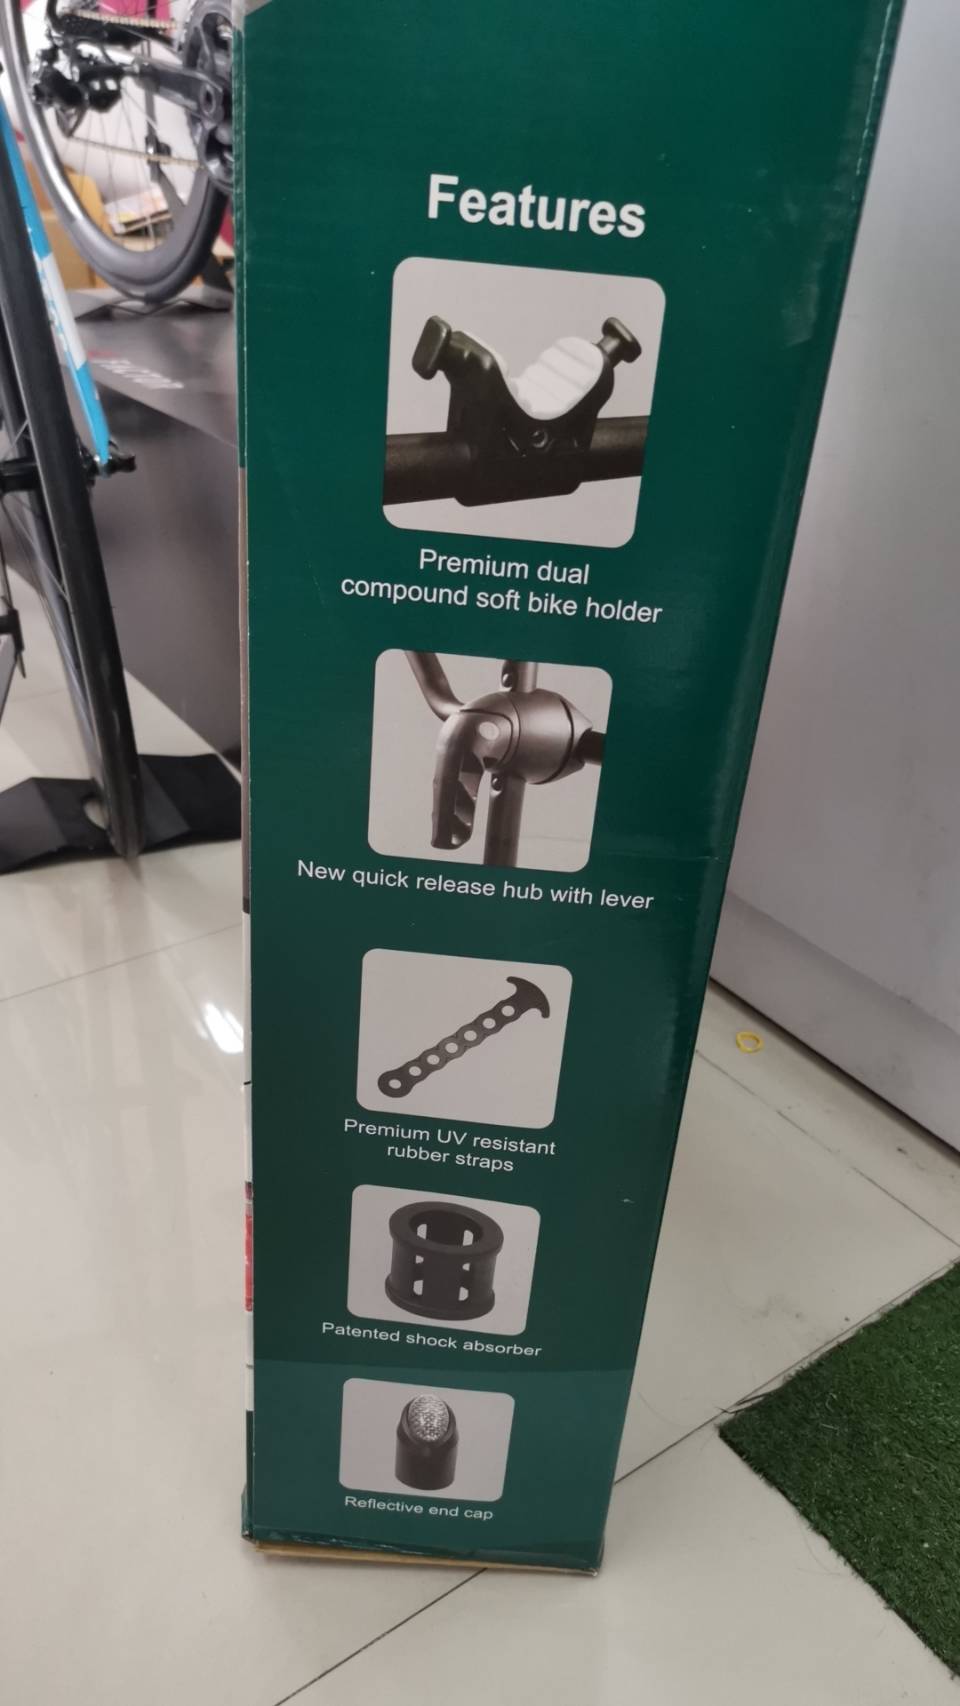 Features
Premium dual
compound soft bike holder
New quick release hub with lever
Premium UV resistant
rubber straps
Patented shock absorber
Reflective end cap